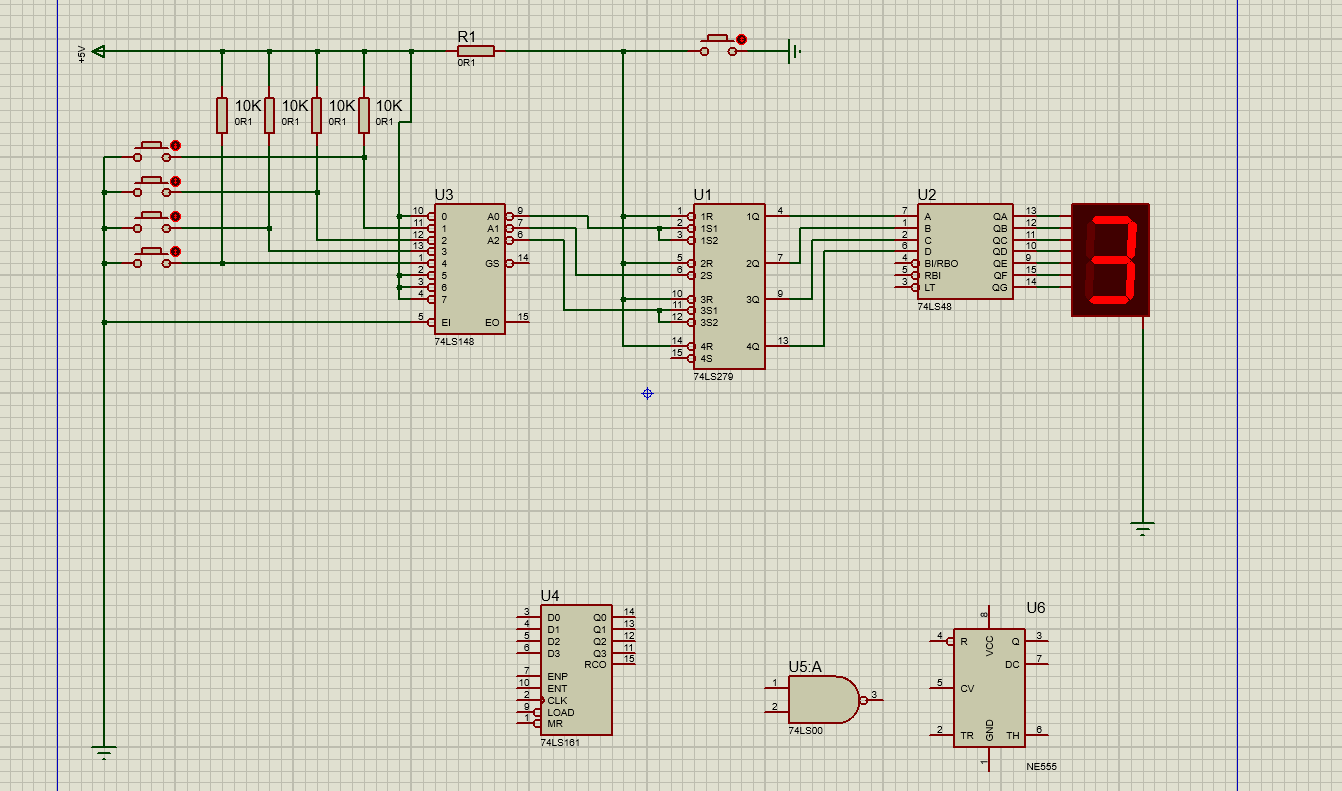 +5V
R1
0R1
10K 10K 10K 10K
0R1 0R1 0R1 0R1
U3
10 0 A0 9
11 1 A1 7
12 2 A2 6
13 3
1 4 GS 14
2 5
3 6
4 7
5 EI EO 15
74LS148
U1
1 1R 1Q 4
2 1S1
3 1S2
5 2R 2Q 7
6 2S
10 3R 3Q 9
11 3S1
12 3S2
14 4R 4Q 13
15 4S
74LS279
U2
7 A QA 13
1 B QB 12
2 C QC 11
6 D QD 10
4 BI/RBO QE 9
5 RBI QF 15
3 LT QG 14
74LS48
3
U4
3 D0 Q0 14
4 D1 Q1 13
5 D2 Q2 12
6 D3 Q3 11
RCO 15
7 ENP
10 ENT
2 CLK
9 LOAD
1 MR
74LS161
U5:A
1
2
3
74LS00
U6
8
VCC
4 R Q 3
DC 7
5 CV
2 TR TH 6
GND
1
NE555